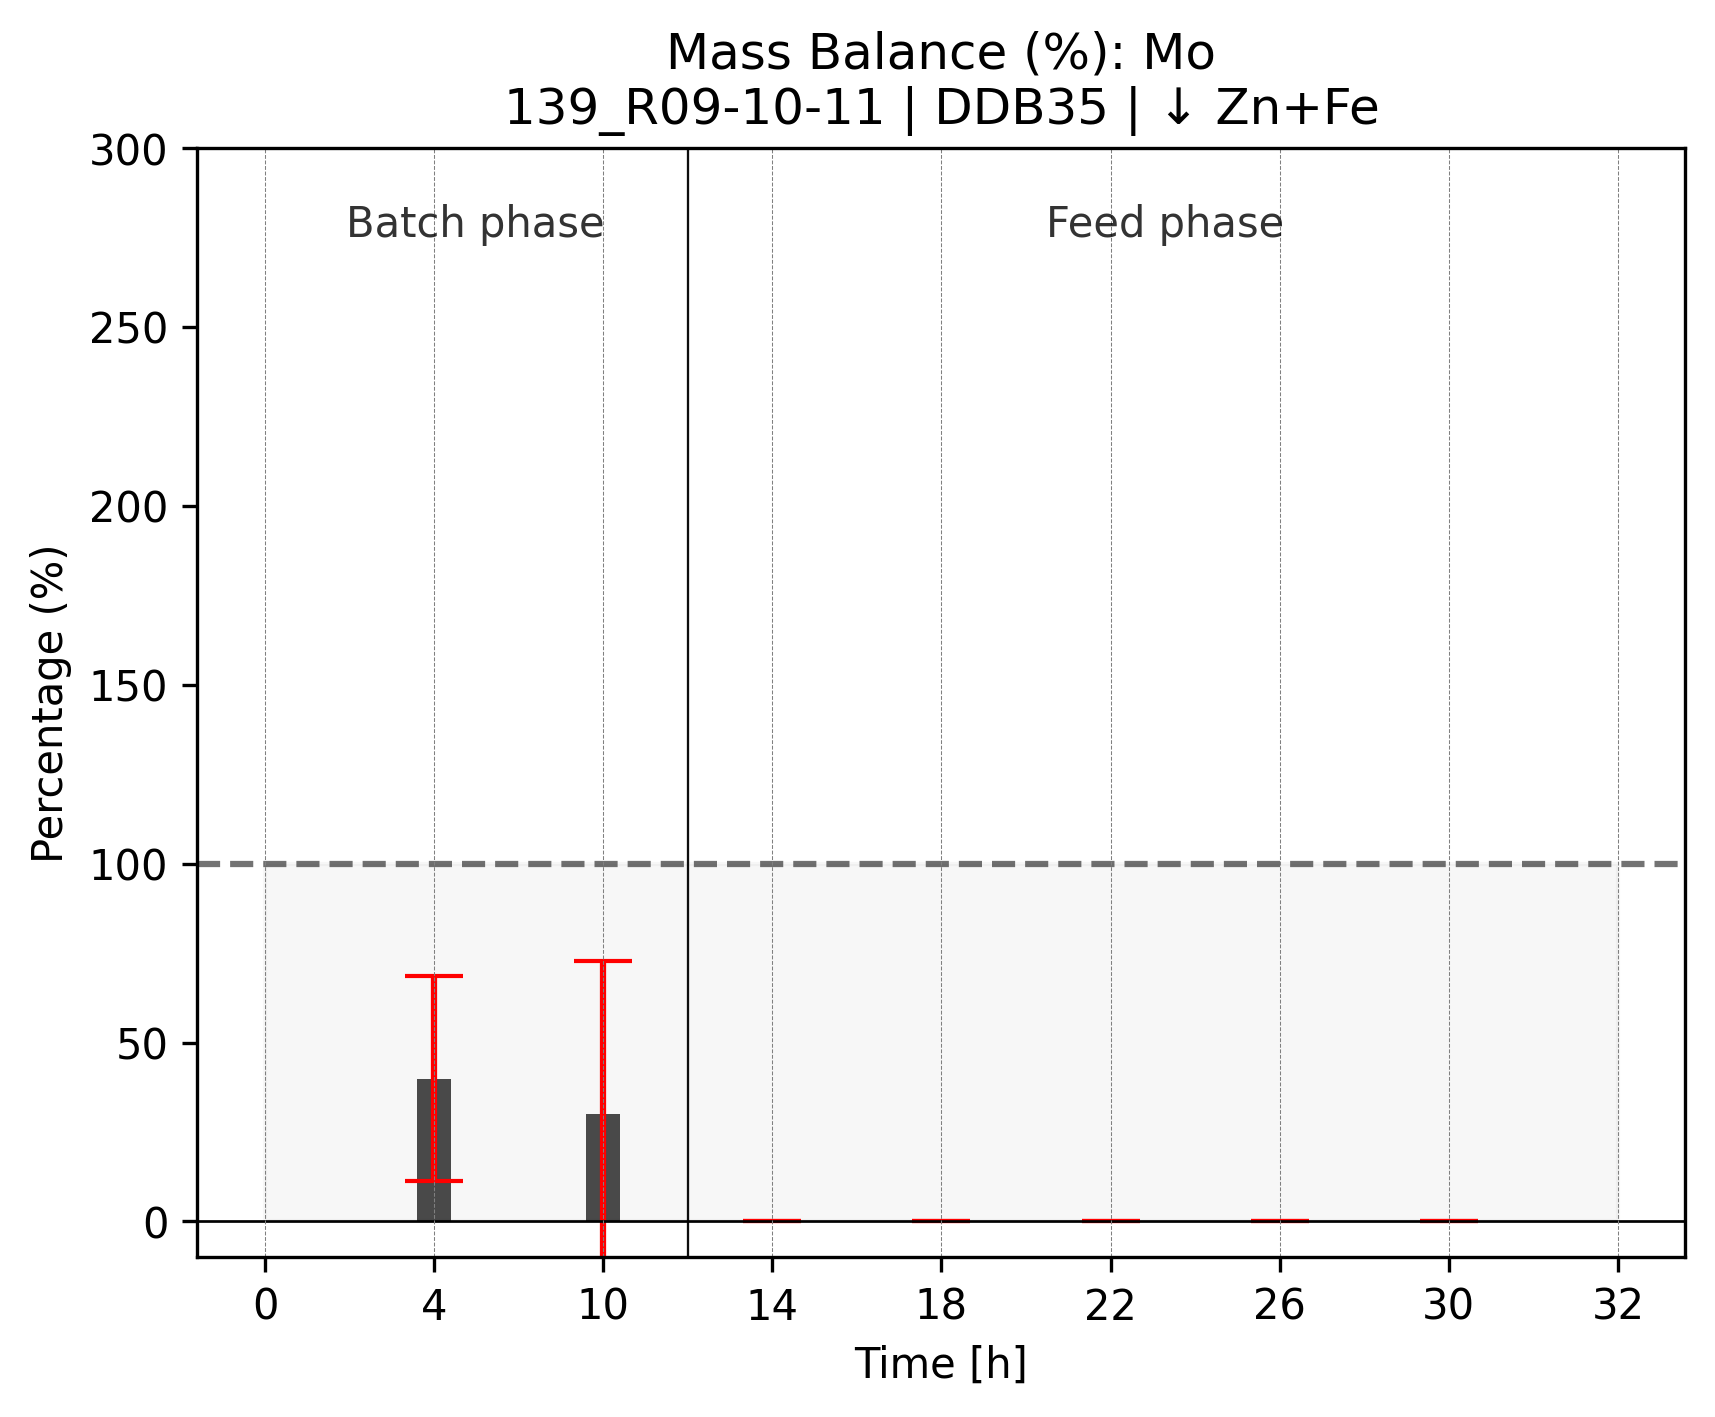 Mass Balance (%): Mo
139_R09-10-11 | DDB35 | ↓ Zn+Fe
300
250
200
150
100
50
0
Percentage (%)
Batch phase
Feed phase
0 4 10 14 18 22 26 30 32
Time [h]